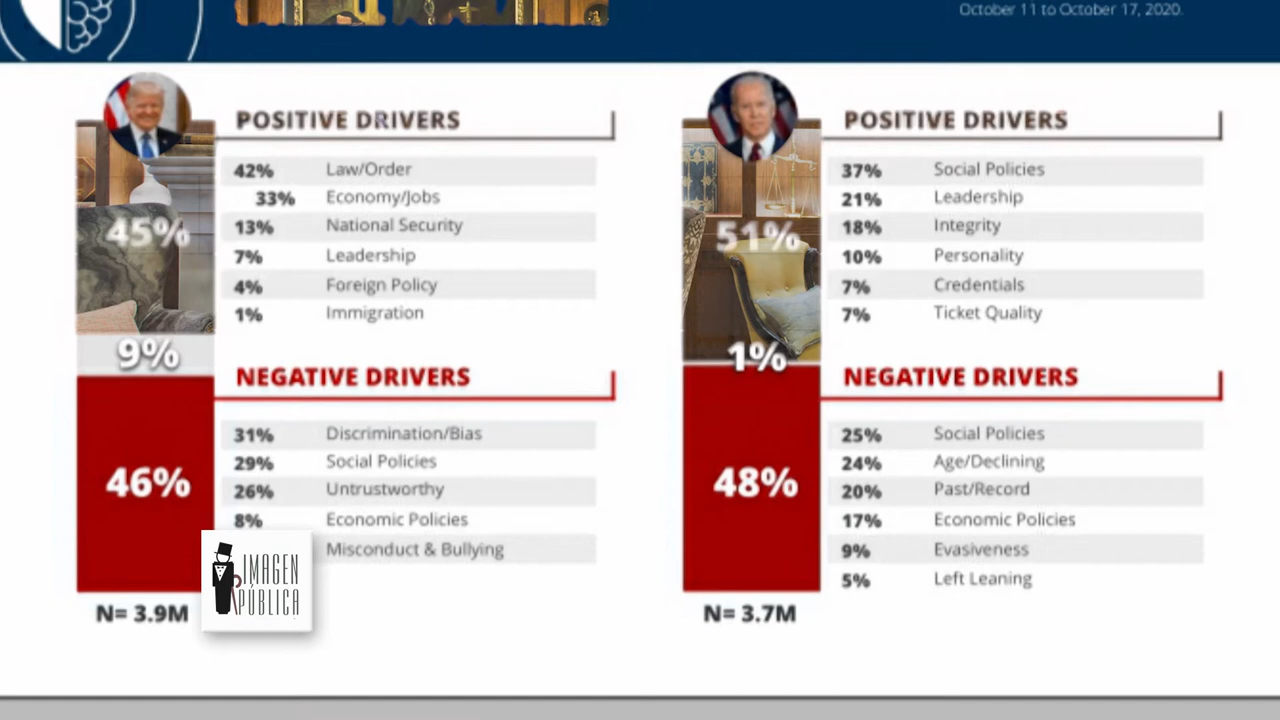 October 11 to October 17, 2020.
POSITIVE DRIVERS
42% Law/Order
33% Economy/Jobs
13% National Security
7% Leadership
4% Foreign Policy
1% Immigration
45%
9%
NEGATIVE DRIVERS
31% Discrimination/Bias
29% Social Policies
26% Untrustworthy
8% Economic Policies
Misconduct & Bullying
46%
N= 3.9M
IMAGEN
PÚBLICA
POSITIVE DRIVERS
37% Social Policies
21% Leadership
18% Integrity
10% Personality
7% Credentials
7% Ticket Quality
51%
1%
NEGATIVE DRIVERS
25% Social Policies
24% Age/Declining
20% Past/Record
17% Economic Policies
9% Evasiveness
5% Left Leaning
48%
N= 3.7M